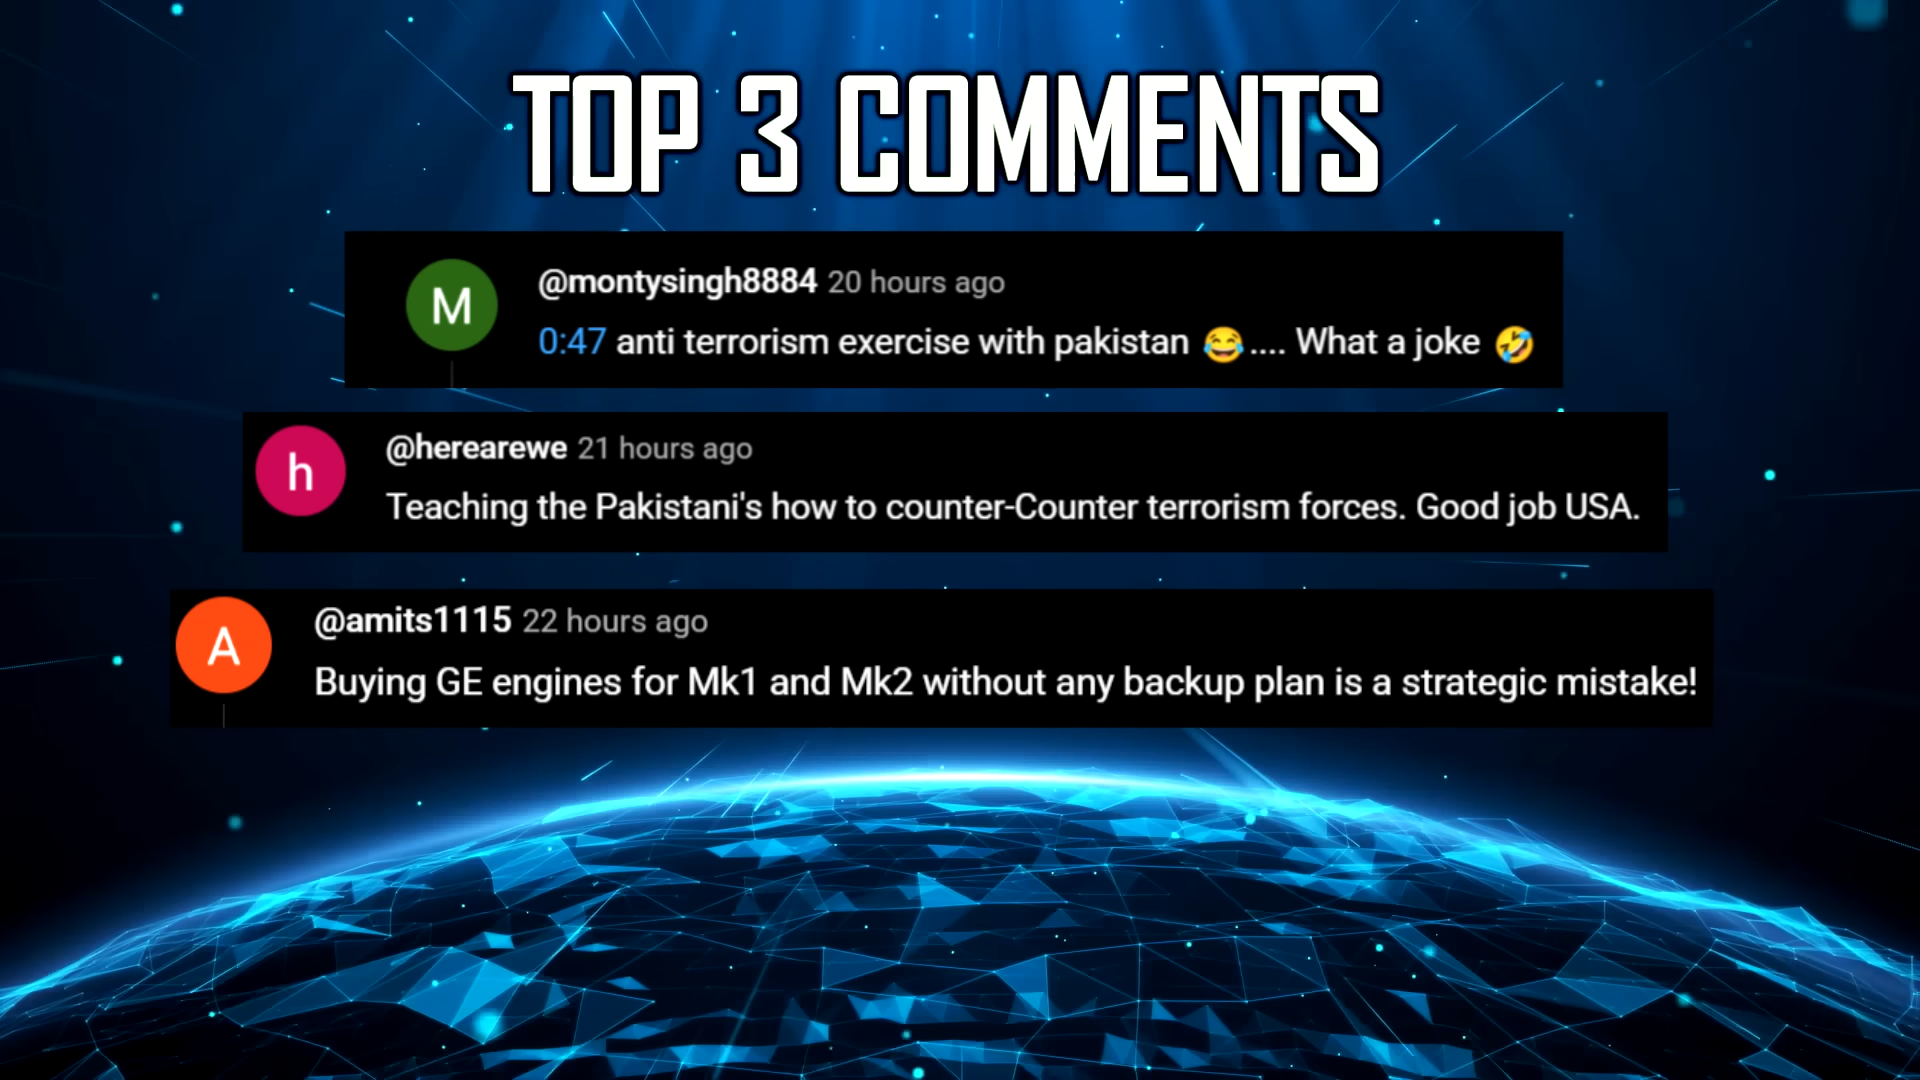 TOP 3 COMMENTS
M
@montysingh8884 20 hours ago
0:47 anti terrorism exercise with pakistan 😂.... What a joke 🤣
h
@herearewe 21 hours ago
Teaching the Pakistani's how to counter-Counter terrorism forces. Good job USA.
A
@amits1115 22 hours ago
Buying GE engines for Mk1 and Mk2 without any backup plan is a strategic mistake!